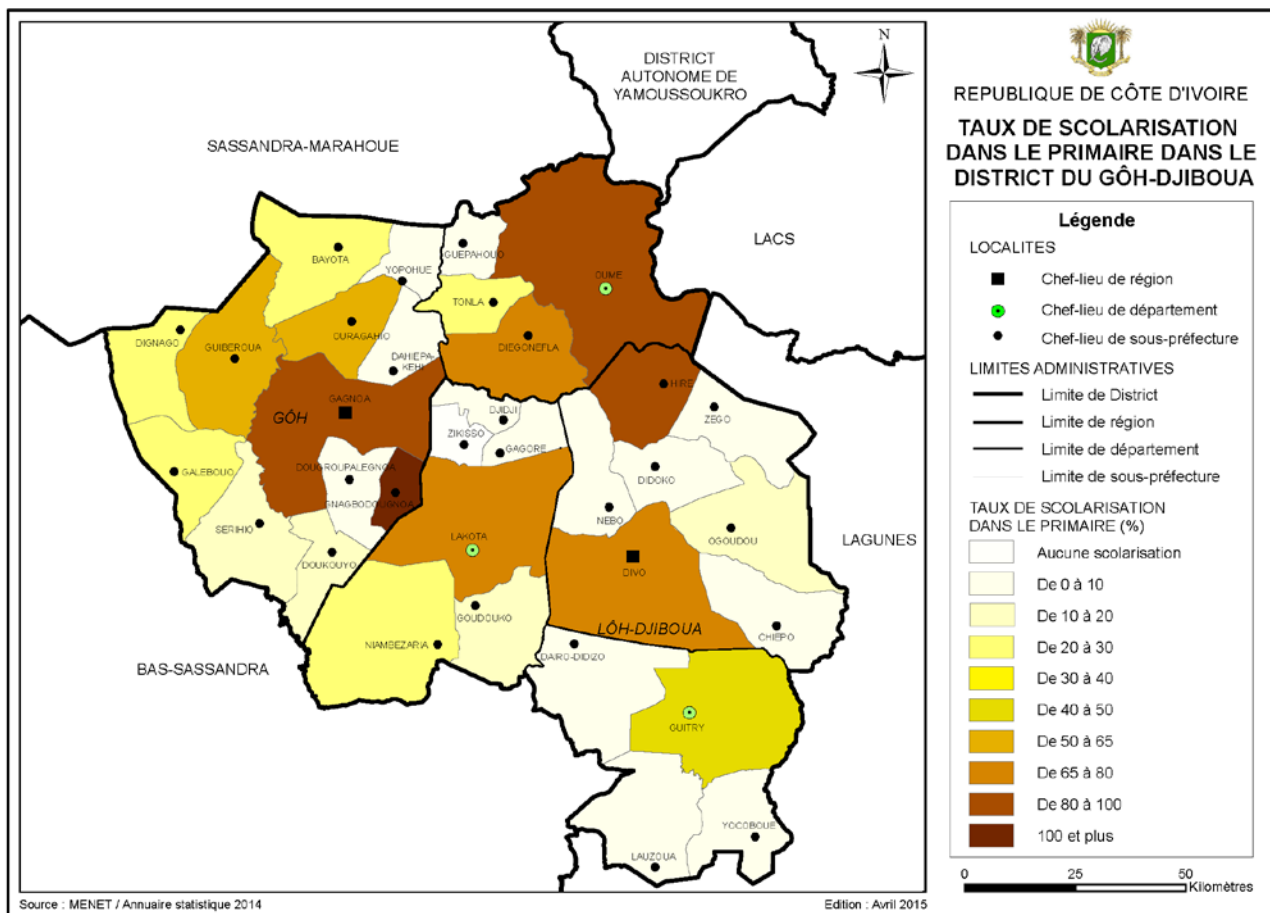 DISTRICT
AUTONOME DE
YAMOUSSOUKRO
N
SASSANDRA-MARAHOUE
LACS
LAGUNES
BAS-SASSANDRA
GUEPAHOUO
BAYOTA
YOPOHUE
OUME
TONLA
DIGNAGO
OURAGAHIO
GUIBEROUA
DIEGONEFLA
DAHIEPA-
KEHI
HIRE
GAGNOA
GÔH
DJIDJI
ZEGO
ZIKISSO
GAGORE
DOUGROUPALEGNOA
GALEBOUO
DIDOKO
GNAGBODOUGNOA
NEBO
SERIHIO
OGOUDOU
LAKOTA
DOUKOUYO
DIVO
GOUDOUKO
LÔH-DJIBOUA
CHIEPO
NIAMBEZARIA
DAIRO-DIDIZO
GUITRY
YOCOBOUE
LAUZOUA
REPUBLIQUE DE CÔTE D'IVOIRE
TAUX DE SCOLARISATION
DANS LE PRIMAIRE DANS LE
DISTRICT DU GÔH-DJIBOUA
Légende
LOCALITES
Chef-lieu de région
Chef-lieu de département
Chef-lieu de sous-préfecture
LIMITES ADMINISTRATIVES
Limite de District
Limite de région
Limite de département
Limite de sous-préfecture
TAUX DE SCOLARISATION
DANS LE PRIMAIRE (%)
Aucune scolarisation
De 0 à 10
De 10 à 20
De 20 à 30
De 30 à 40
De 40 à 50
De 50 à 65
De 65 à 80
De 80 à 100
100 et plus
0 25 50
Kilomètres
Source : MENET / Annuaire statistique 2014
Edition : Avril 2015